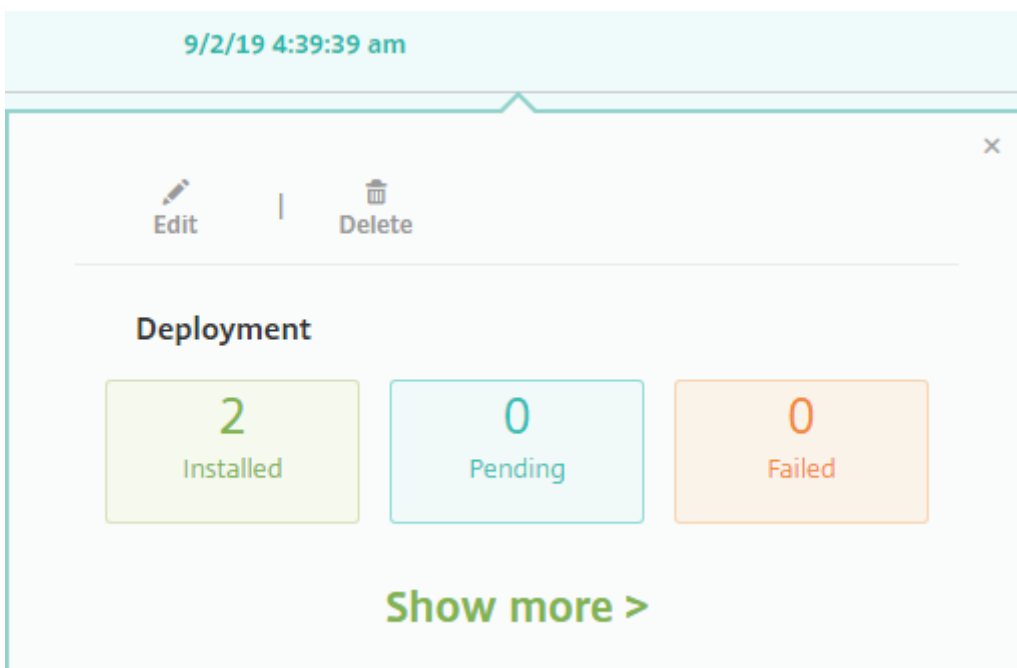 9/2/19 4:39:39 am
×
Edit | Delete
Deployment
2 0 0
Installed Pending Failed
Show more >